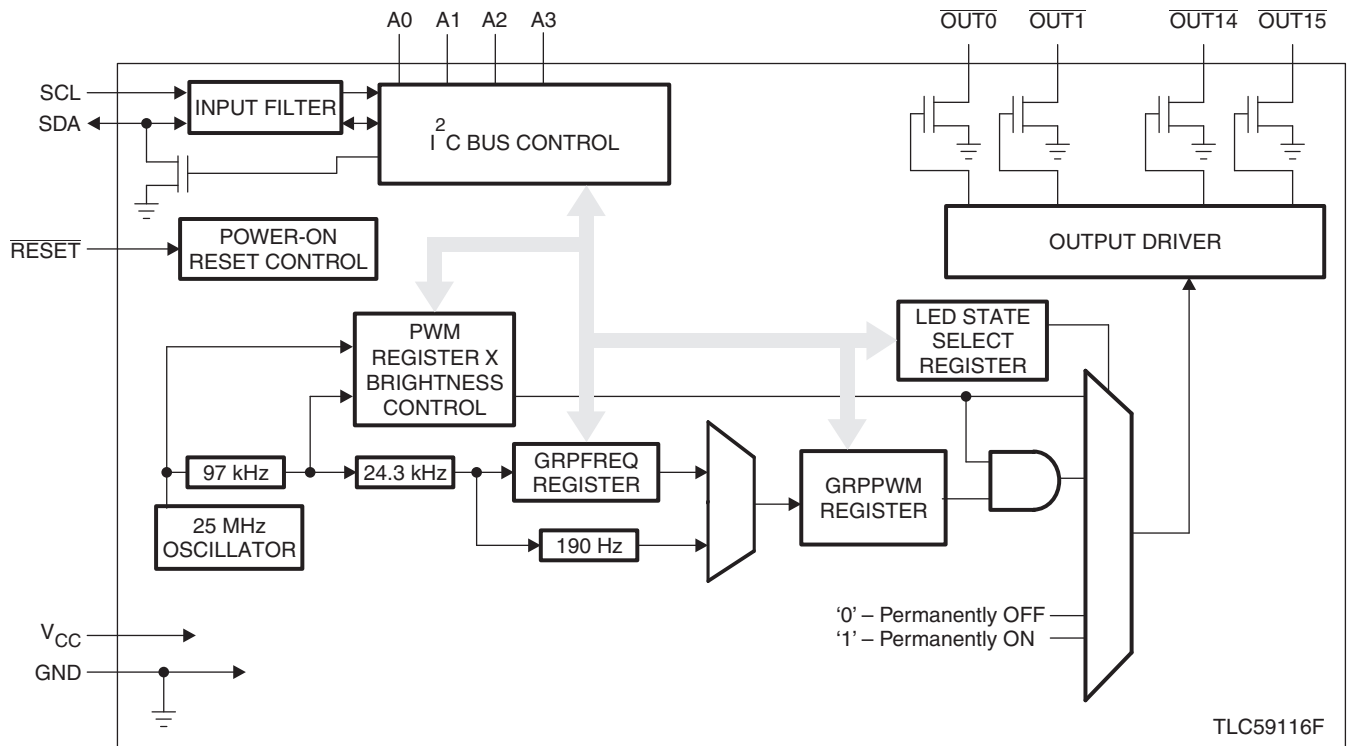 A0 A1 A2 A3
OUT0 OUT1 OUT14 OUT15
SCL
SDA
INPUT FILTER
I2C BUS CONTROL
RESET
POWER-ON
RESET CONTROL
OUTPUT DRIVER
PWM
REGISTER X
BRIGHTNESS
CONTROL
LED STATE
SELECT
REGISTER
97 kHz
24.3 kHz
GRPFREQ
REGISTER
GRPPWM
REGISTER
25 MHz
OSCILLATOR
190 Hz
‘0’ – Permanently OFF
‘1’ – Permanently ON
VCC
GND
TLC59116F